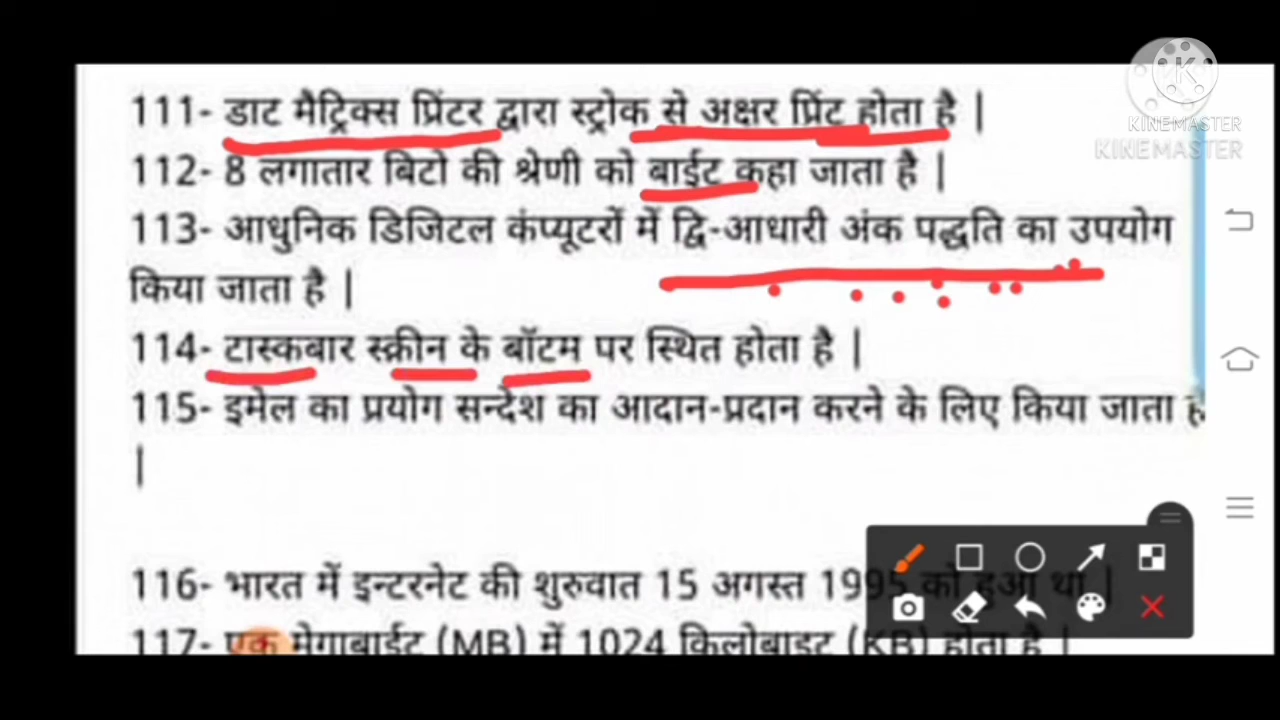 111- डाट मैट्रिक्स प्रिंटर द्वारा स्ट्रोक से अक्षर प्रिंट होता है |
112- 8 लगातार बिटो की श्रेणी को बाईट कहा जाता है |
113- आधुनिक डिजिटल कंप्यूटरों में द्वि-आधारी अंक पद्धति का उपयोग
किया जाता है |
114- टास्कबार स्क्रीन के बॉटम पर स्थित होता है |
115- इमेल का प्रयोग सन्देश का आदान-प्रदान करने के लिए किया जाता है
|
116- भारत में इन्टरनेट की शुरुवात 15 अगस्त 1995 को हुआ था |
117- एक मेगाबाईट (MB) में 1024 किलोबाइट (KB) होता है |
KINEMASTER
KINEMASTER